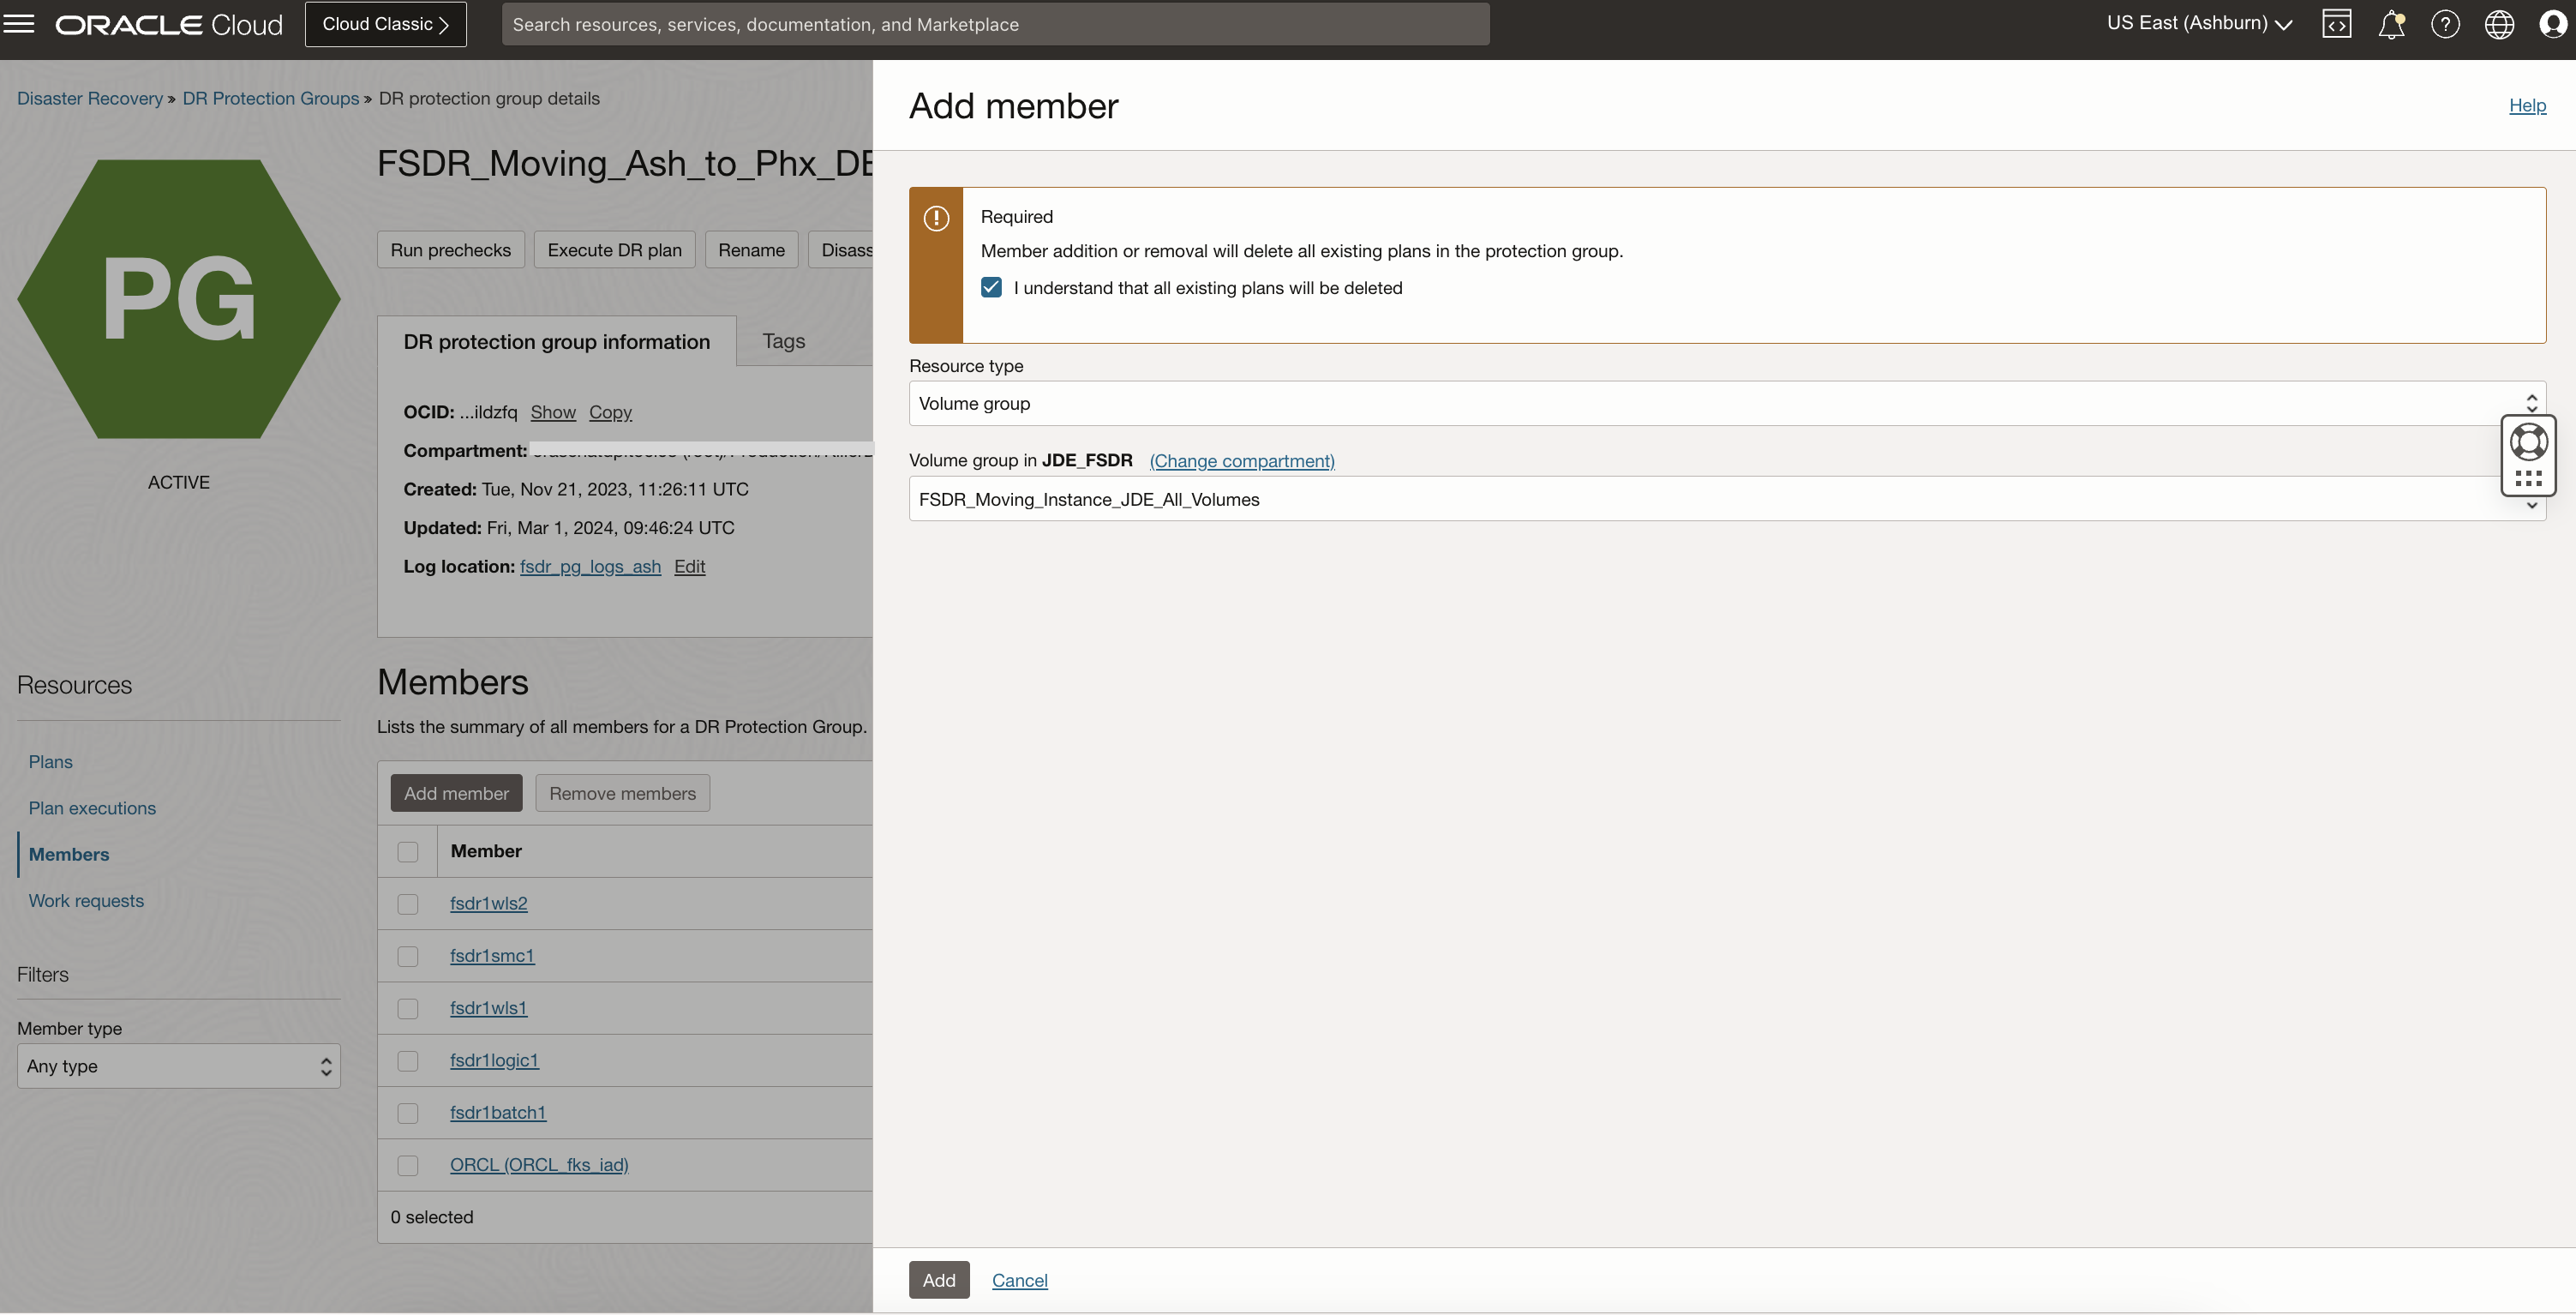 ORACLE Cloud
Cloud Classic
Search resources, services, documentation, and Marketplace
US East (Ashburn)
Disaster Recovery » DR Protection Groups » DR protection group details
PG
ACTIVE
FSDR_Moving_Ash_to_Phx_DE
Run prechecks
Execute DR plan
Rename
Disass
DR protection group information
Tags
OCID: ...ildzfq Show Copy
Compartment:
Created: Tue, Nov 21, 2023, 11:26:11 UTC
Updated: Fri, Mar 1, 2024, 09:46:24 UTC
Log location: fsdr_pg_logs_ash Edit
Resources
Plans
Plan executions
Members
Work requests
Filters
Member type
Any type
Members
Lists the summary of all members for a DR Protection Group.
Add member
Remove members
Member
fsdr1wls2
fsdr1smc1
fsdr1wls1
fsdr1logic1
fsdr1batch1
ORCL (ORCL_fks_iad)
0 selected
Add member
Help
Required
Member addition or removal will delete all existing plans in the protection group.
I understand that all existing plans will be deleted
Resource type
Volume group
Volume group in JDE_FSDR (Change compartment)
FSDR_Moving_Instance_JDE_All_Volumes
Add
Cancel